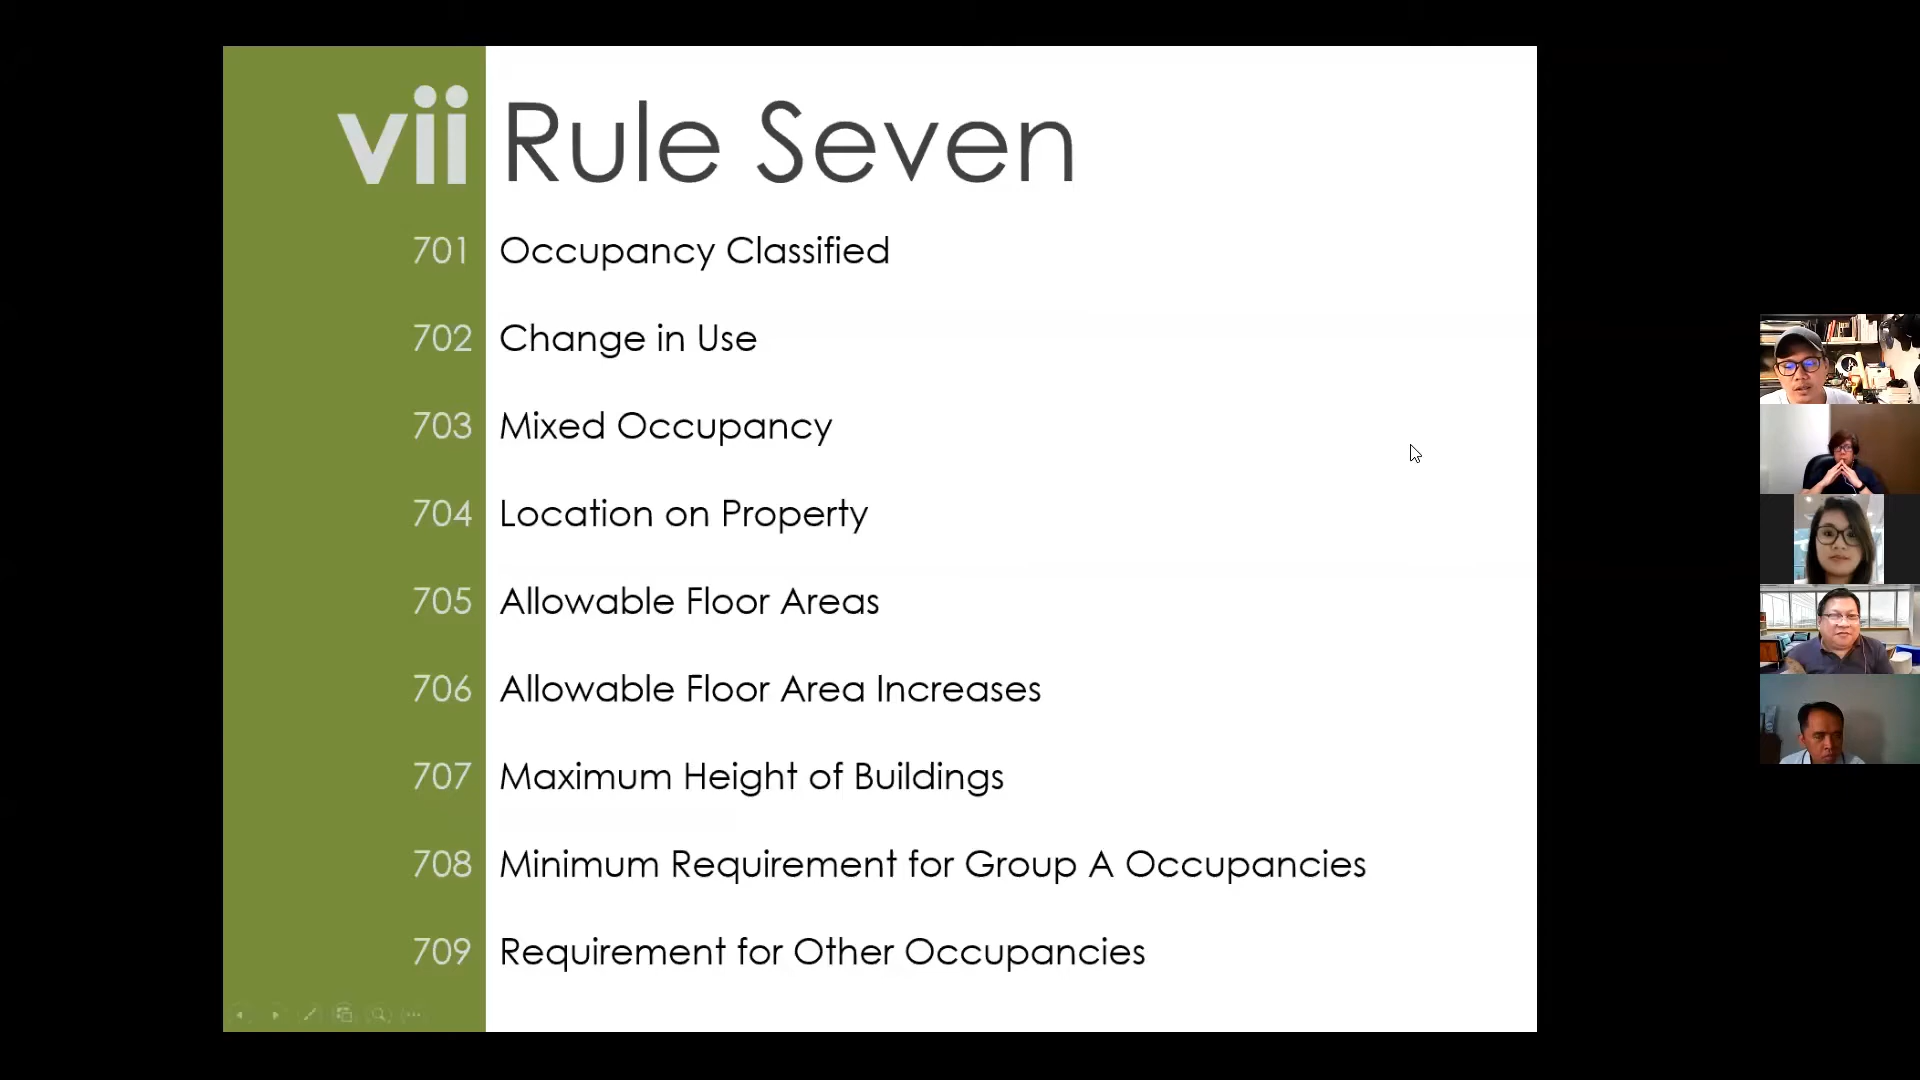 vii Rule Seven
701 Occupancy Classified
702 Change in Use
703 Mixed Occupancy
704 Location on Property
705 Allowable Floor Areas
706 Allowable Floor Area Increases
707 Maximum Height of Buildings
708 Minimum Requirement for Group A Occupancies
709 Requirement for Other Occupancies